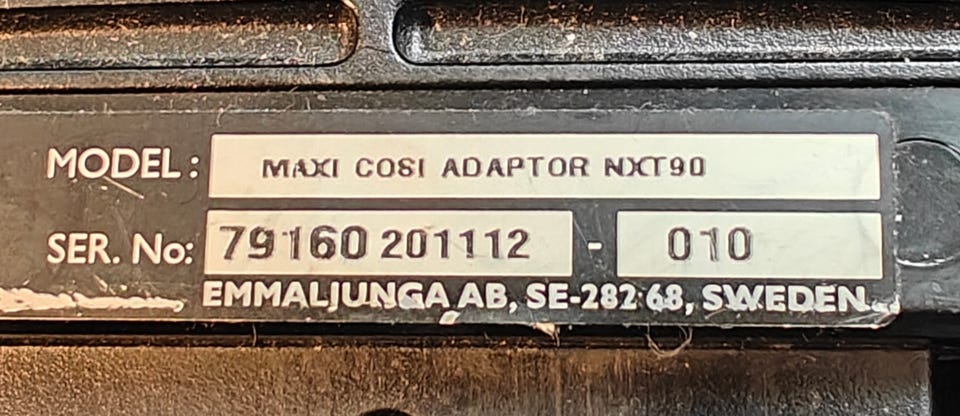 MODEL: MAXI COSI ADAPTOR NXT90
SER. No: 79160 201112 - 010
EMMALJUNGA AB, SE-282 68, SWEDEN